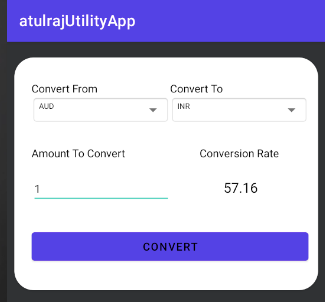 atulrajUtilityApp
Convert From Convert To
AUD INR
Amount To Convert Conversion Rate
1 57.16
CONVERT